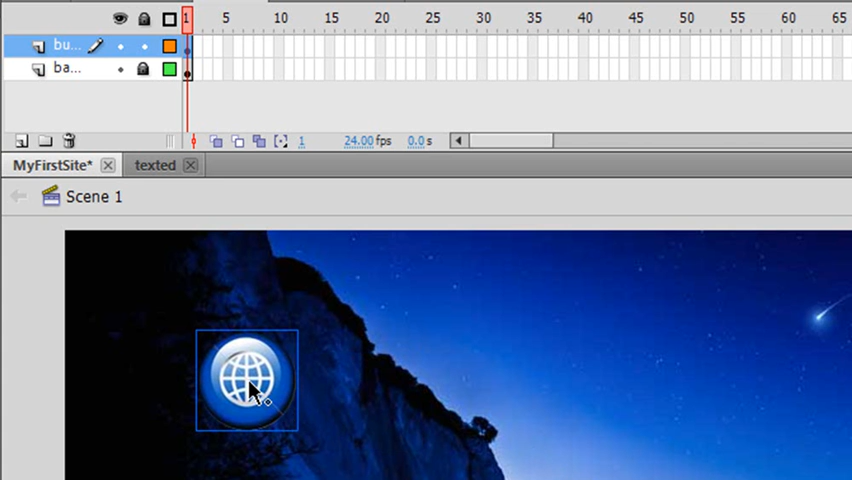 1 5 10 15 20 25 30 35 40 45 50 55 60 65
bu...
ba...
1 24.00 fps 0.0 s
MyFirstSite* texted
Scene 1